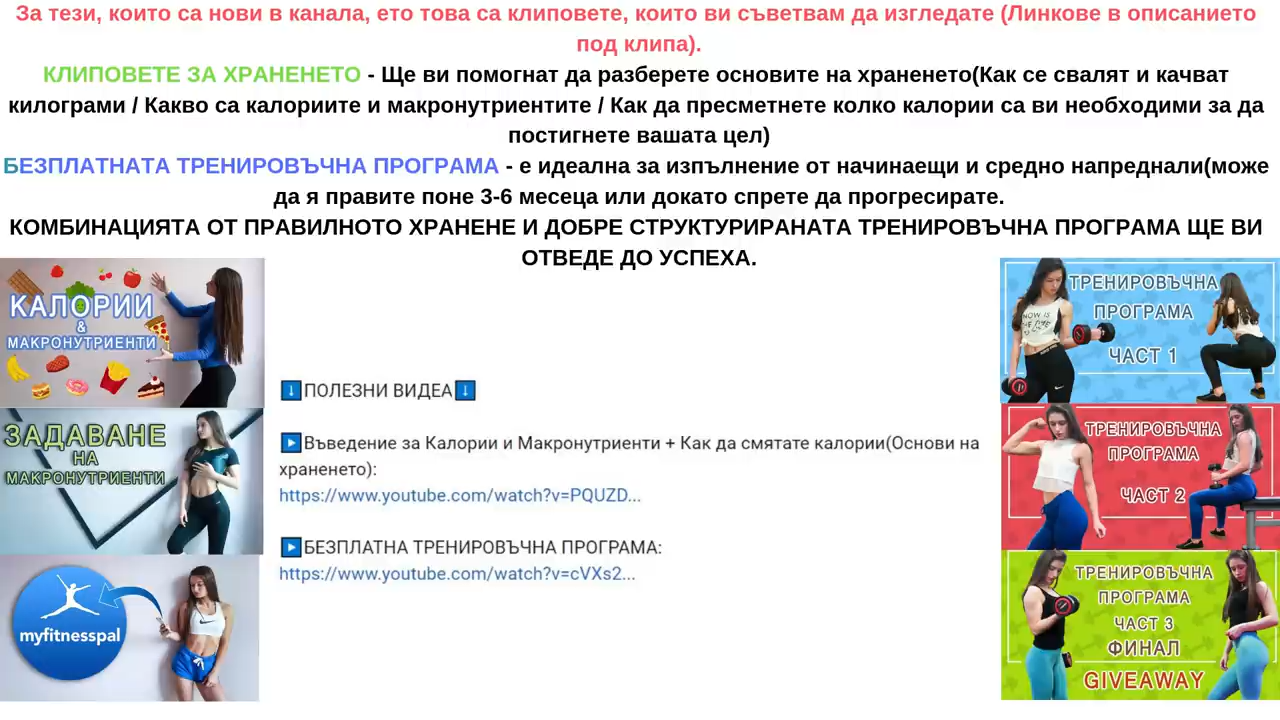 За тези, които са нови в канала, ето това са клиповете, които ви съветвам да изгледате (Линкове в описанието
под клипа).
КЛИПОВЕТЕ ЗА ХРАНЕНЕТО - Ще ви помогнат да разберете основите на храненето(Как се свалят и качват
килограми / Какво са калориите и макронутриентите / Как да пресметнете колко калории са ви необходими за да
постигнете вашата цел)
БЕЗПЛАТНАТА ТРЕНИРОВЪЧНА ПРОГРАМА - е идеална за изпълнение от начинаещи и средно напреднали(може
да я правите поне 3-6 месеца или докато спрете да прогресирате.
КОМБИНАЦИЯТА ОТ ПРАВИЛНОТО ХРАНЕНЕ И ДОБРЕ СТРУКТУРИРАНАТА ТРЕНИРОВЪЧНА ПРОГРАМА ЩЕ ВИ
ОТВЕДЕ ДО УСПЕХА.
КАЛОРИИ
&
МАКРОНУТРИЕНТИ
ЗАДАВАНЕ
НА
МАКРОНУТРИЕНТИ
myfitnesspal
ПОЛЕЗНИ ВИДЕА
Въведение за Калории и Макронутриенти + Как да смятате калории(Основи на
храненето):
https://www.youtube.com/watch?v=PQUZD...
БЕЗПЛАТНА ТРЕНИРОВЪЧНА ПРОГРАМА:
https://www.youtube.com/watch?v=cVXs2...
ТРЕНИРОВЪЧНА
ПРОГРАМА
ЧАСТ 1
ТРЕНИРОВЪЧНА
ПРОГРАМА
ЧАСТ 2
ТРЕНИРОВЪЧНА
ПРОГРАМА
ЧАСТ 3
ФИНАЛ
GIVEAWAY